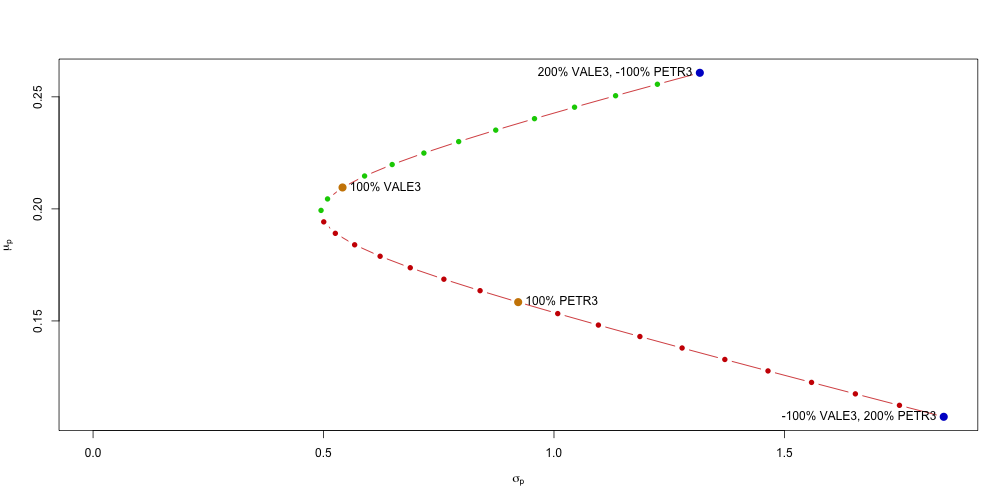 200% VALE3, -100% PETR3
0.25
100% VALE3
0.20
μp
100% PETR3
0.15
-100% VALE3, 200% PETR3
0.0 0.5 1.0 1.5
σp